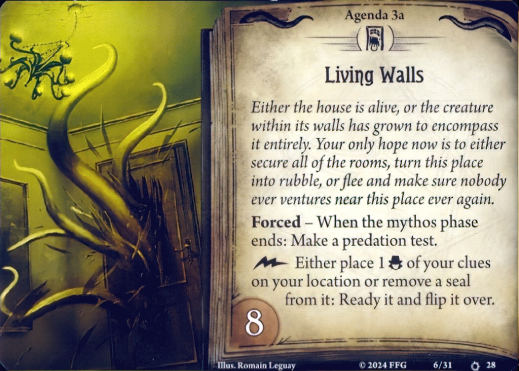 Agenda 3a
Living Walls
Either the house is alive, or the creature
within its walls has grown to encompass
it entirely. Your only hope now is to either
secure all of the rooms, turn this place
into rubble, or flee and make sure nobody
ever ventures near this place ever again.
Forced – When the mythos phase
ends: Make a predation test.
Either place 1 of your clues
on your location or remove a seal
from it: Ready it and flip it over.
8
Illus. Romain Leguay
© 2024 FFG
6/31
28